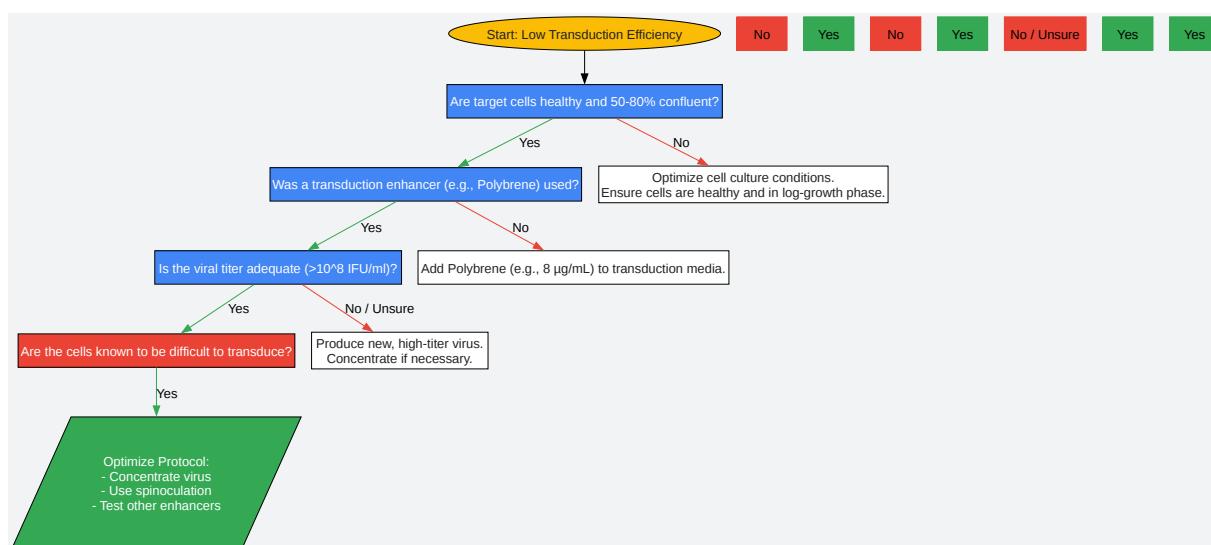 Start: Low Transduction Efficiency
No
Yes
No
Yes
No / Unsure
Yes
Yes
Are target cells healthy and 50-80% confluent?
Yes
No
Was a transduction enhancer (e.g., Polybrene) used?
Optimize cell culture conditions.
Ensure cells are healthy and in log-growth phase.
Yes
No
Is the viral titer adequate (>10^8 IFU/ml)?
Add Polybrene (e.g., 8 µg/mL) to transduction media.
Yes
No / Unsure
Are the cells known to be difficult to transduce?
Produce new, high-titer virus.
Concentrate if necessary.
Yes
Optimize Protocol:
- Concentrate virus
- Use spinoculation
- Test other enhancers